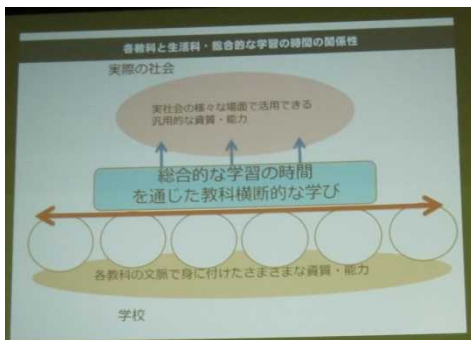 各教科と生活科・総合的な学習の時間の関係性
実際の社会
実社会の様々な場面で活用できる
汎用的な資質・能力
総合的な学習の時間
を通じた教科横断的な学び
各教科の文脈で身に付けたさまざまな資質・能力
学校